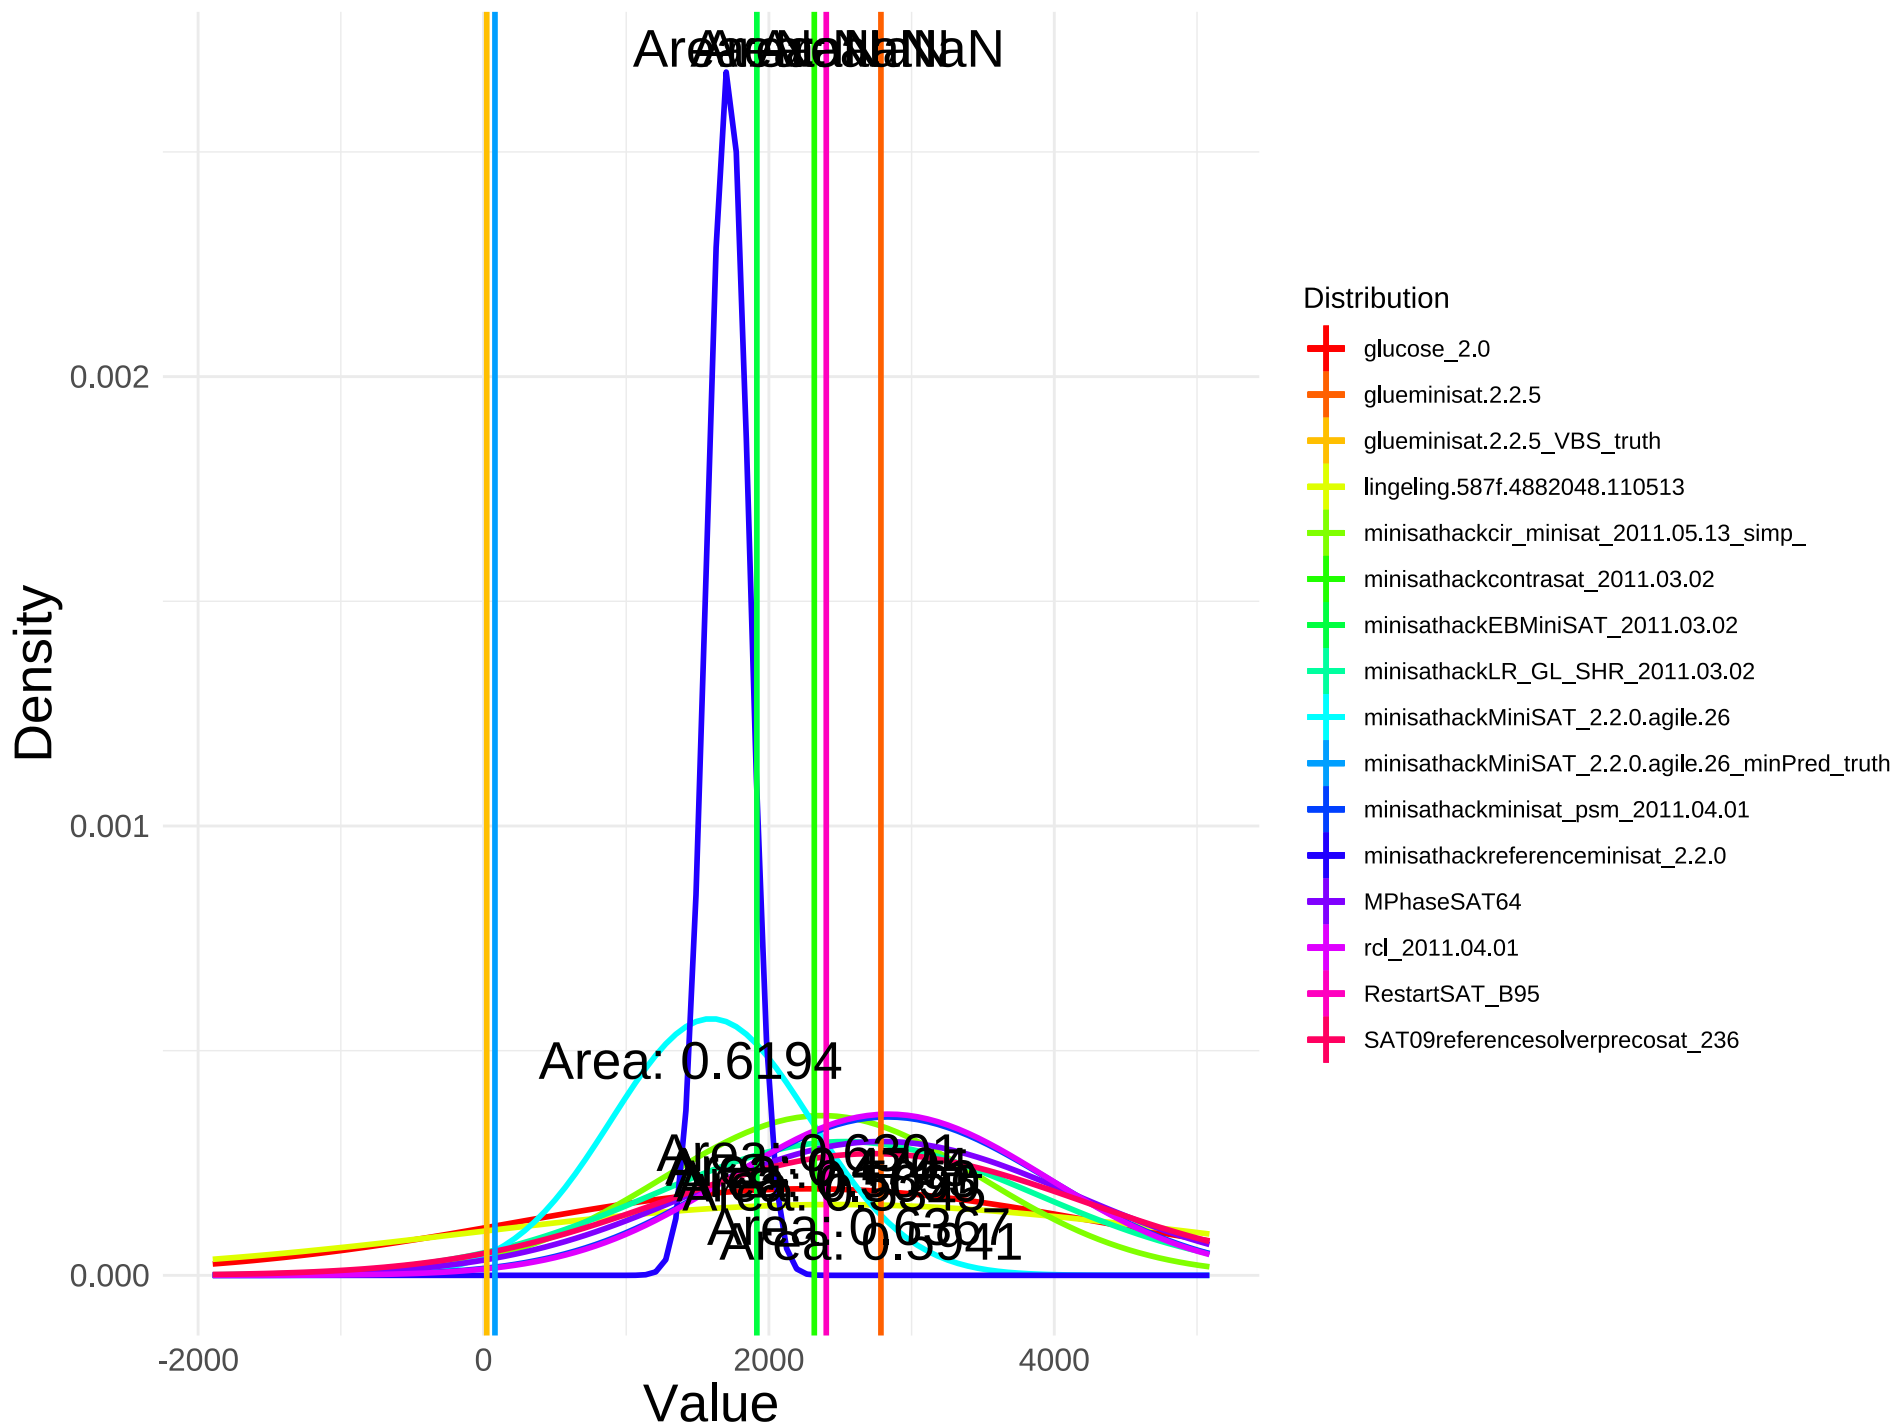 0.002
0.001
0.000
Density
-2000
0
2000
4000
Value
Area: 0.6194
Area: 0.6367
Area: 0.5941
Distribution
glucose_2.0
glueminisat.2.2.5
glueminisat.2.2.5_VBS_truth
lingeling.587f.4882048.110513
minisathackcir_minisat_2011.05.13_simp_
minisathackcontrasat_2011.03.02
minisathackEBMiniSAT_2011.03.02
minisathackLR_GL_SHR_2011.03.02
minisathackMiniSAT_2.2.0.agile.26
minisathackMiniSAT_2.2.0.agile.26_minPred_truth
minisathackminisat_psm_2011.04.01
minisathackreferenceminisat_2.2.0
MPhaseSAT64
rcl_2011.04.01
RestartSAT_B95
SAT09referencesolverprecosat_236